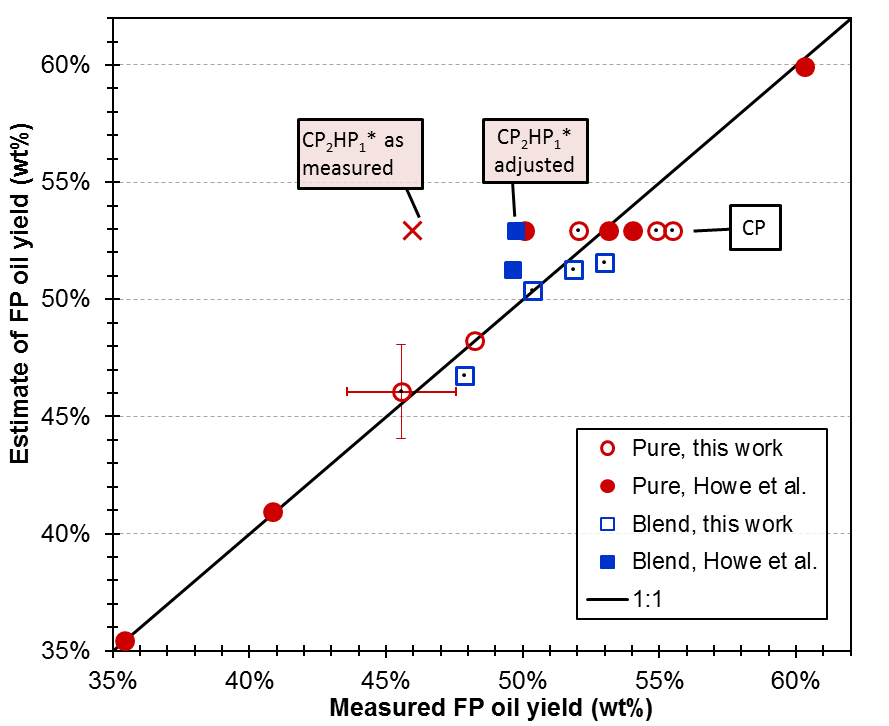 Estimate of FP oil yield (wt%)
60%
55%
50%
45%
40%
35%
CP₂HP₁* as
measured
CP₂HP₁*
adjusted
CP
Pure, this work
Pure, Howe et al.
Blend, this work
Blend, Howe et al.
1:1
35% 40% 45% 50% 55% 60%
Measured FP oil yield (wt%)